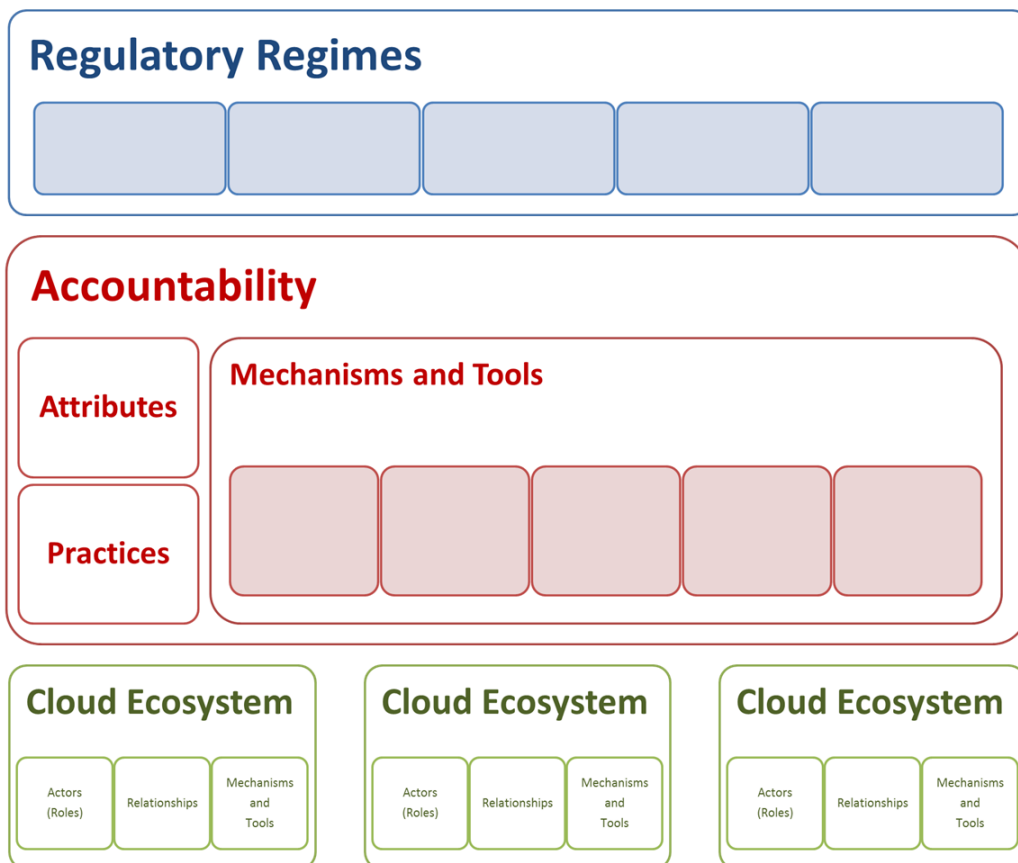 Regulatory Regimes
Accountability
Attributes
Mechanisms and Tools
Practices
Cloud Ecosystem
Actors
(Roles)
Relationships
Mechanisms
and
Tools
Cloud Ecosystem
Actors
(Roles)
Relationships
Mechanisms
and
Tools
Cloud Ecosystem
Actors
(Roles)
Relationships
Mechanisms
and
Tools